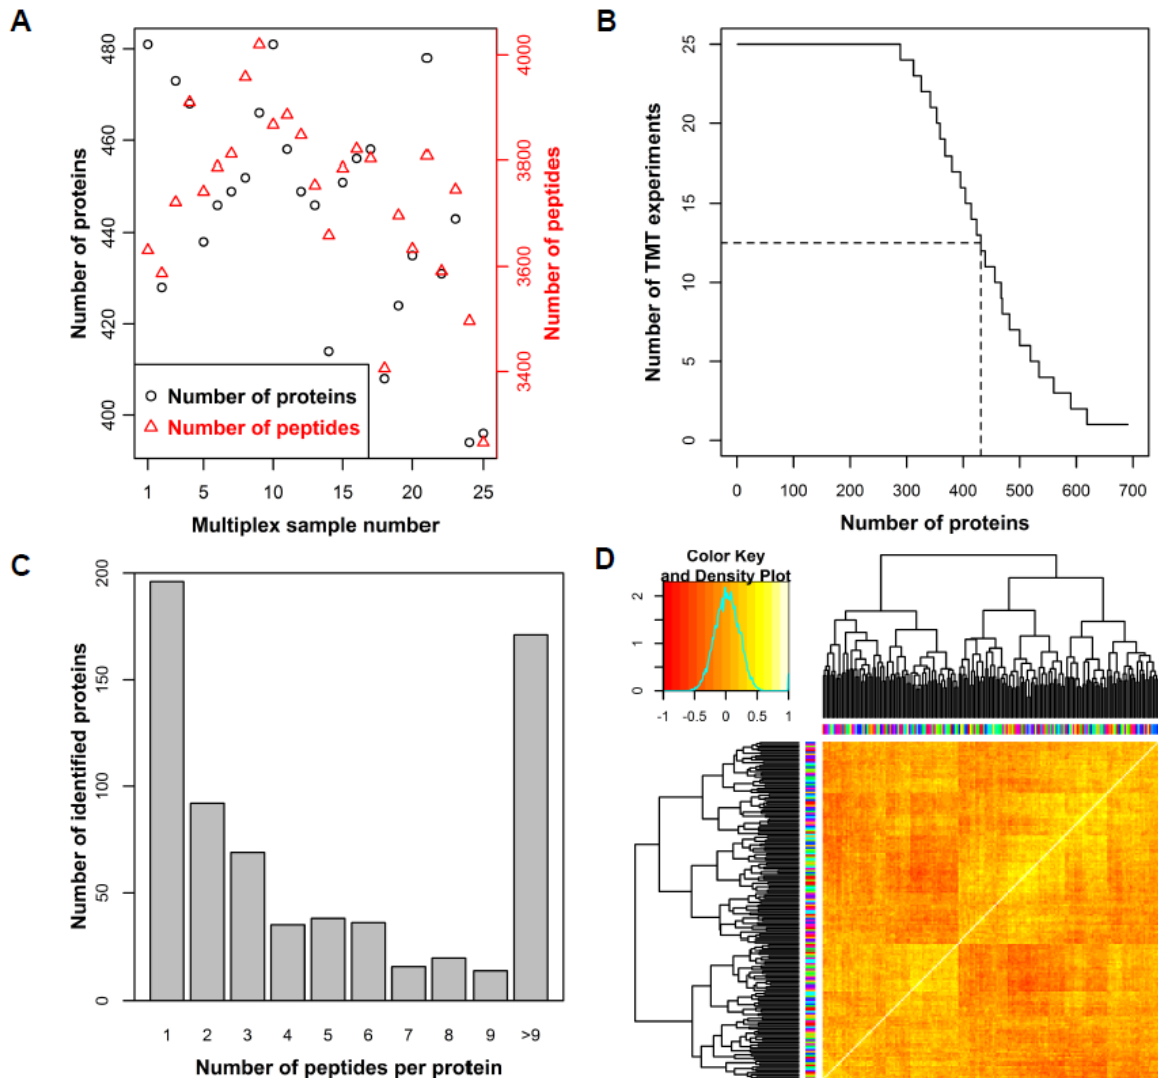 A
Number of proteins
480
460
440
420
400
4000
3800
3600
3400
Number of peptides
Number of proteins
Number of peptides
1 5 10 15 20 25
Multiplex sample number
B
Number of TMT experiments
25
20
15
10
5
0
0 100 200 300 400 500 600 700
Number of proteins
C
Number of identified proteins
200
150
100
50
0
1 2 3 4 5 6 7 8 9 >9
Number of peptides per protein
D
Color Key
and Density Plot
2
1
0
-1 -0.5 0 0.5 1